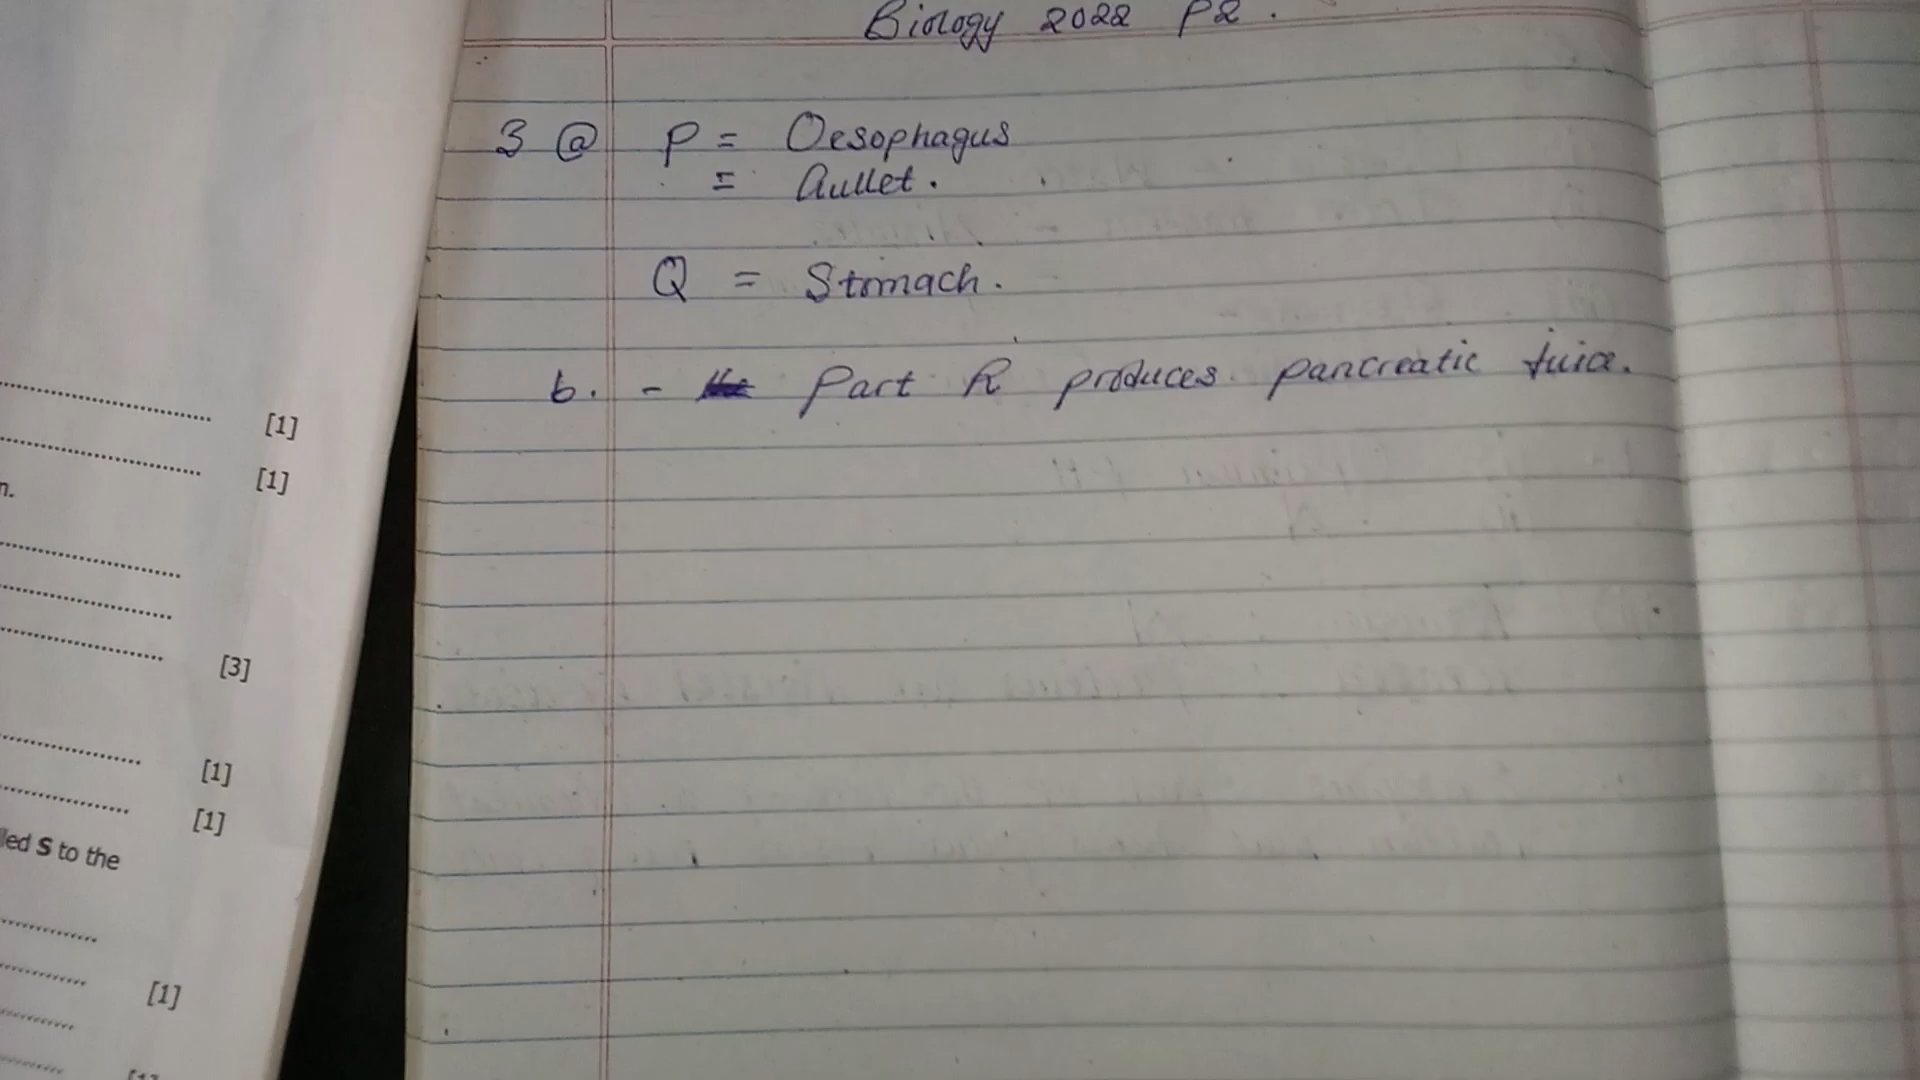 Biology 2022 P2.
3 (a) P = Oesophagus
= Gullet.
Q = Stomach.
b. - Part R produces pancreatic juice.
[1]
[1]
n.
[3]
[1]
[1]
led S to the
[1]